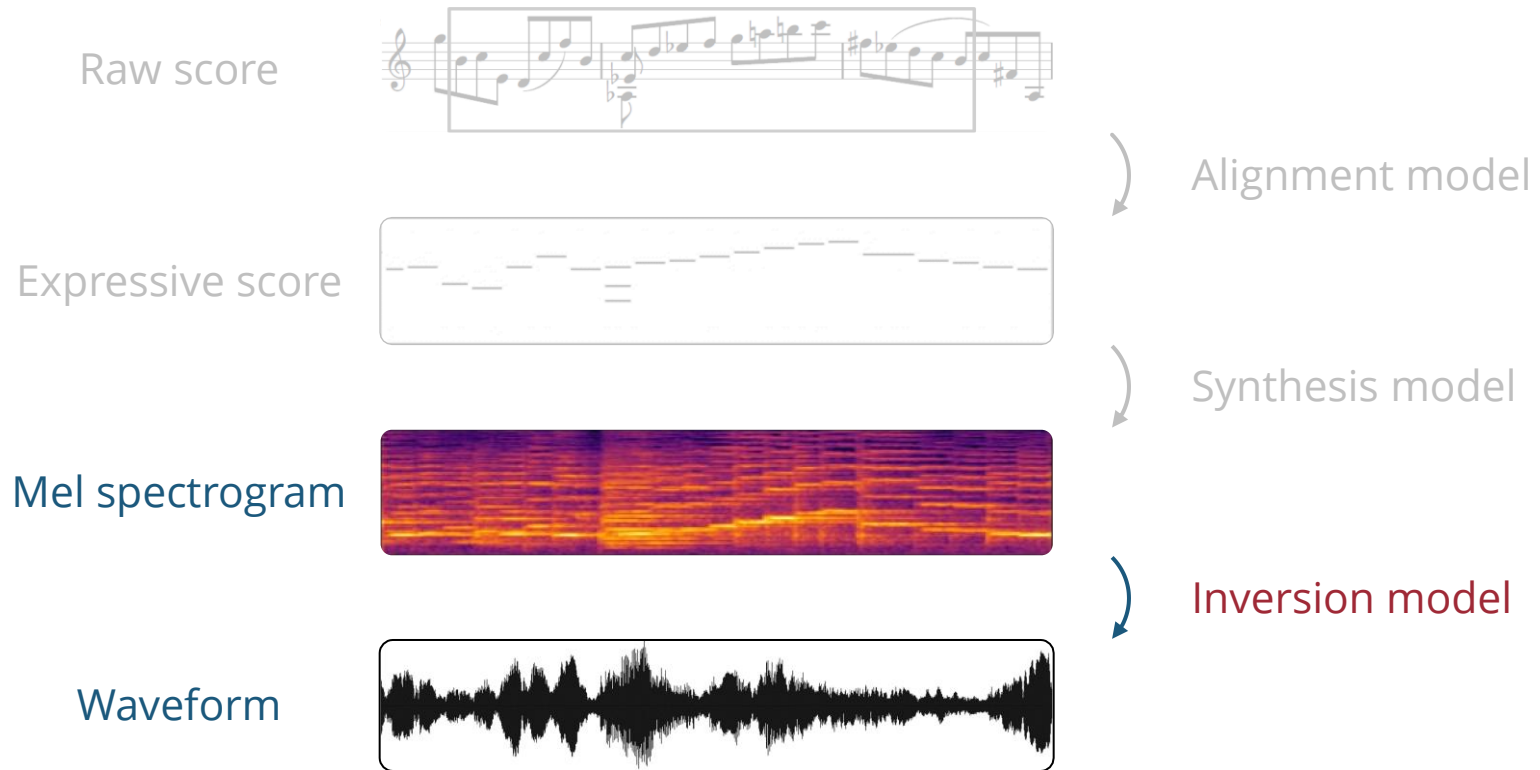 Raw score
Alignment model
Expressive score
Synthesis model
Mel spectrogram
Inversion model
Waveform